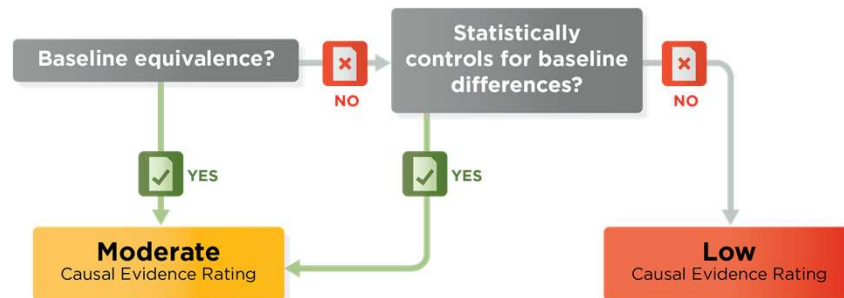 Baseline equivalence?
NO
Statistically
controls for baseline
differences?
NO
YES
YES
Moderate
Causal Evidence Rating
Low
Causal Evidence Rating